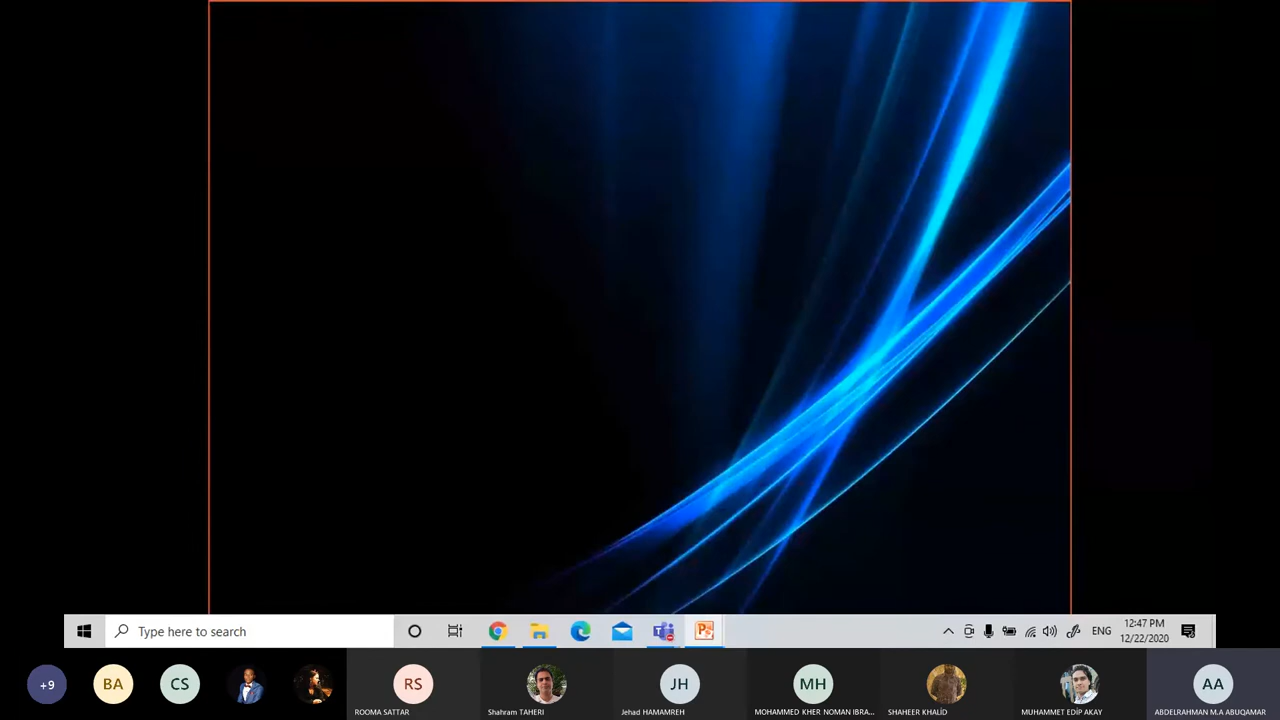 Type here to search
ENG
12:47 PM
12/22/2020
+9
BA
CS
RS
JH
MH
AA
ROOMA SATTAR
Shahram TAHERI
Jehad HAMAMREH
MOHAMMED KHER NOMAN IBRA...
SHAHEER KHALİD
MUHAMMET EDİP AKAY
ABDELRAHMAN M.A ABUQAMAR